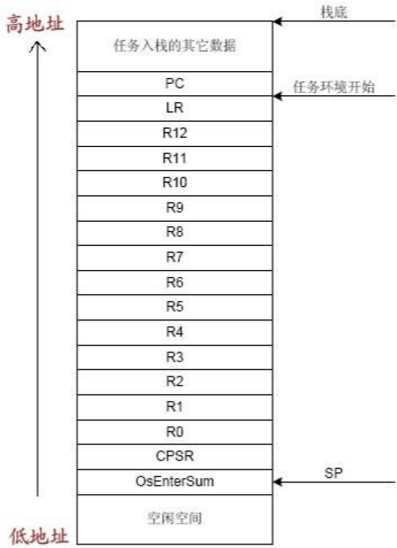 高地址
栈底
任务入栈的其它数据
PC
任务环境开始
LR
R12
R11
R10
R9
R8
R7
R6
R5
R4
R3
R2
R1
R0
CPSR
OsEnterSum
SP
空闲空间
低地址